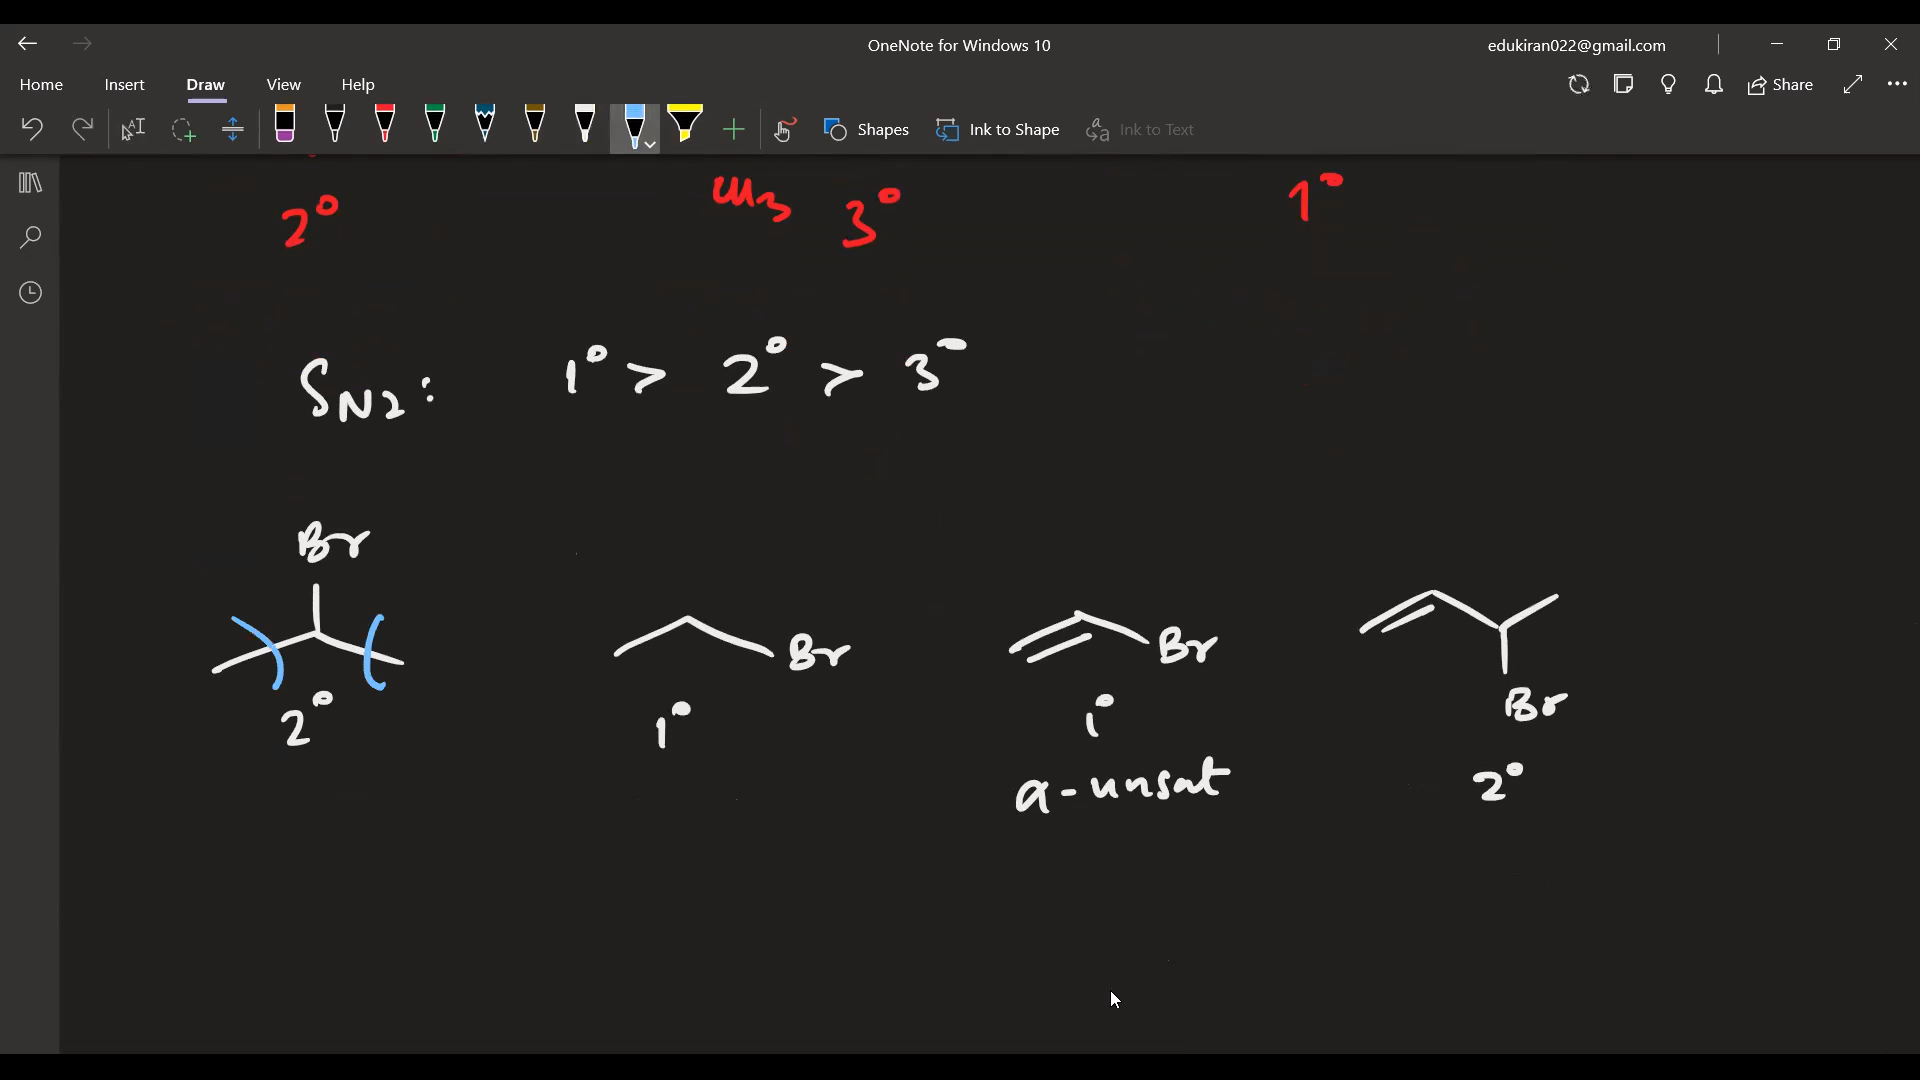 OneNote for Windows 10
edukiran022@gmail.com
Home Insert Draw View Help
Share
Shapes Ink to Shape Ink to Text
2° 3° 1°
SN2: 1° > 2° > 3-
Br
Br
Br
Br
2° 1° 1° 2°
α-unsat